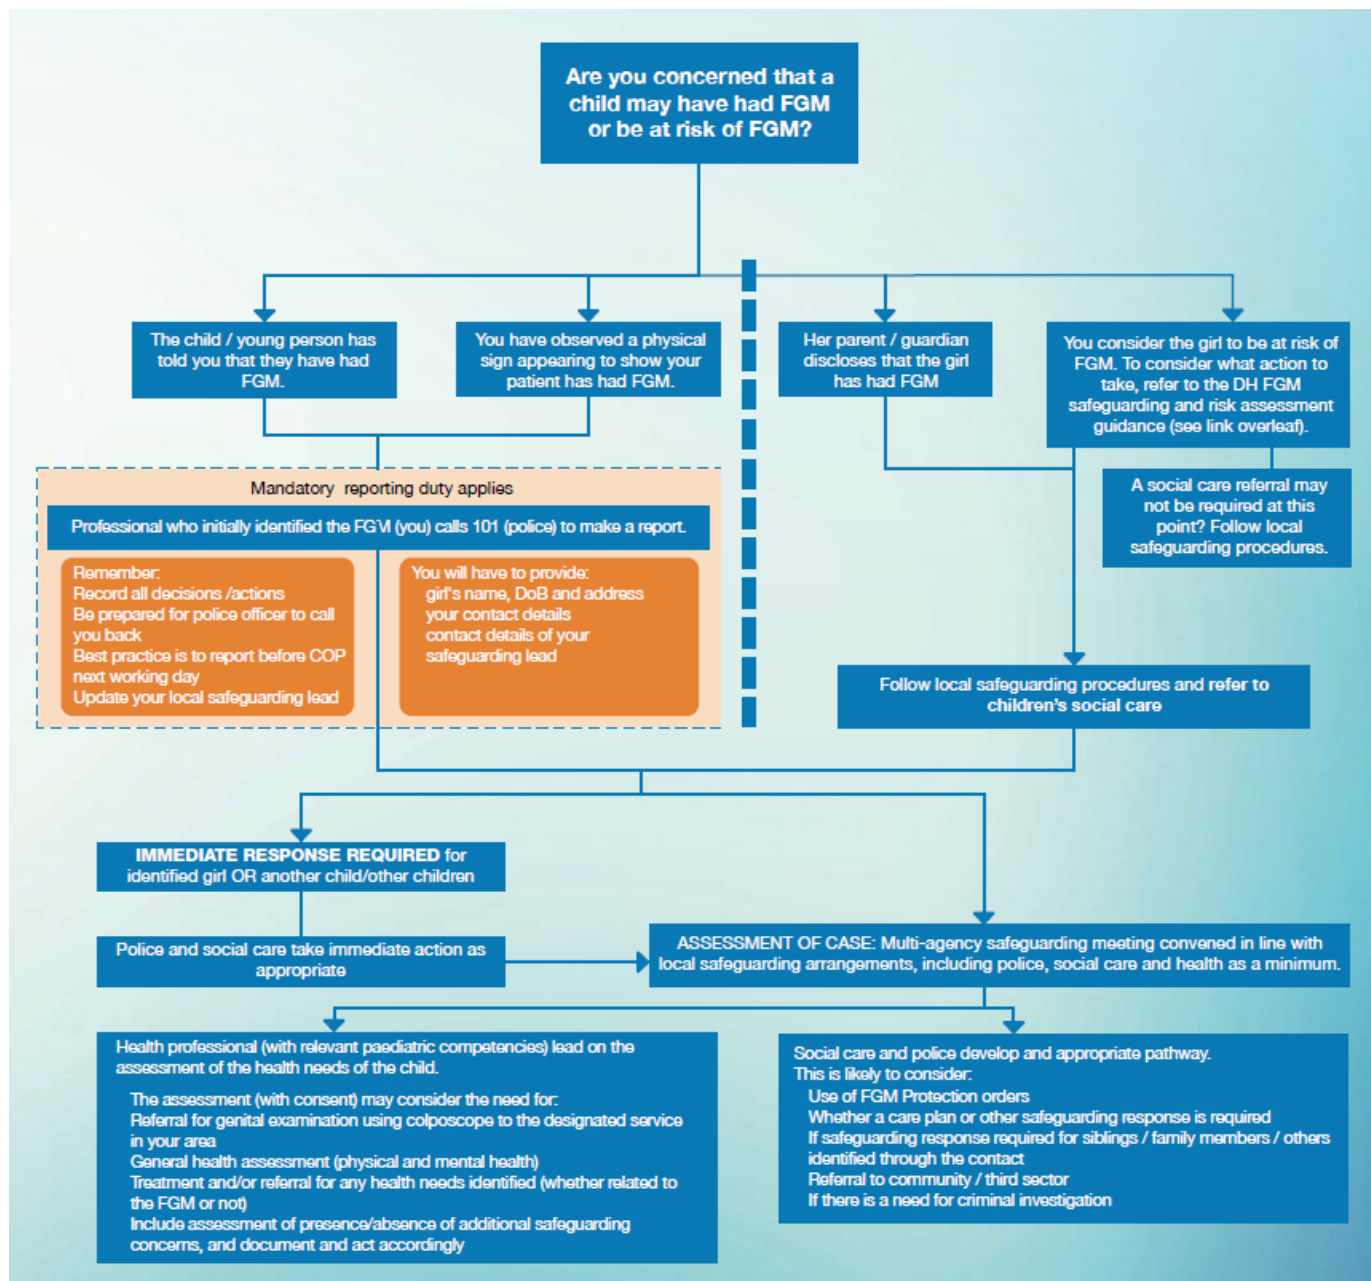 Are you concerned that a
child may have had FGM
or be at risk of FGM?
The child / young person has
told you that they have had
FGM.
You have observed a physical
sign appearing to show your
patient has had FGM.
Her parent / guardian
discloses that the girl
has had FGM
You consider the girl to be at risk of
FGM. To consider what action to
take, refer to the DH FGM
safeguarding and risk assessment
guidance (see link overleaf).
A social care referral may
not be required at this
point? Follow local
safeguarding procedures.
Mandatory reporting duty applies
Professional who initially identified the FGM (you) calls 101 (police) to make a report.
Remember:
Record all decisions /actions
Be prepared for police officer to call
you back
Best practice is to report before COP
next working day
Update your local safeguarding lead
You will have to provide:
girl's name, DoB and address
your contact details
contact details of your
safeguarding lead
Follow local safeguarding procedures and refer to
children's social care
IMMEDIATE RESPONSE REQUIRED for
identified girl OR another child/other children
Police and social care take immediate action as
appropriate
ASSESSMENT OF CASE: Multi-agency safeguarding meeting convened in line with
local safeguarding arrangements, including police, social care and health as a minimum.
Health professional (with relevant paediatric competencies) lead on the
assessment of the health needs of the child.
The assessment (with consent) may consider the need for:
Referral for genital examination using colposcope to the designated service
in your area
General health assessment (physical and mental health)
Treatment and/or referral for any health needs identified (whether related to
the FGM or not)
Include assessment of presence/absence of additional safeguarding
concerns, and document and act accordingly
Social care and police develop and appropriate pathway.
This is likely to consider:
Use of FGM Protection orders
Whether a care plan or other safeguarding response is required
If safeguarding response required for siblings / family members / others
identified through the contact
Referral to community / third sector
If there is a need for criminal investigation